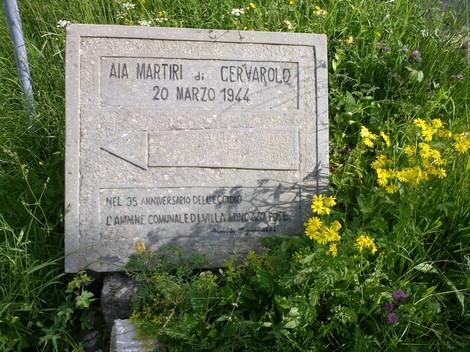 AIA MARTIRI di CERVAROLO
20 MARZO 1944
NEL 35 ANNIVERSARIO DELL'ECCIDIO
L'AMM.NE COMUNALE DI VILLA MINOZZO POSE